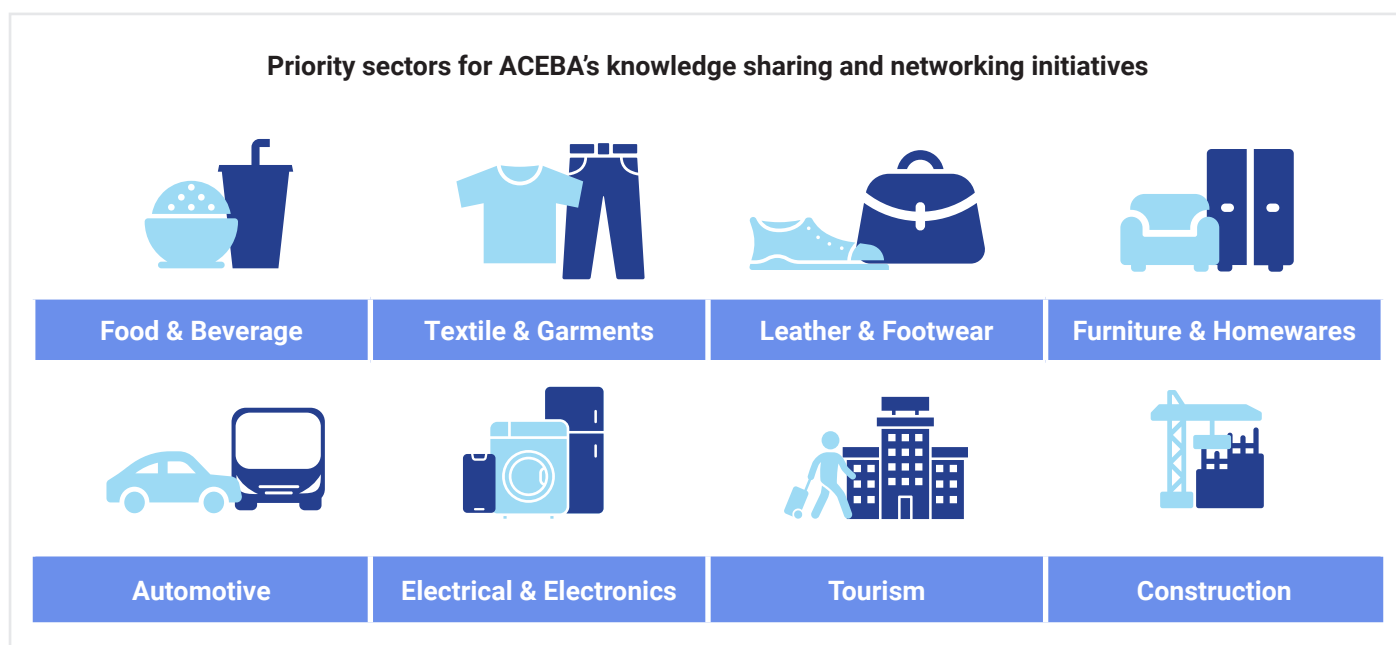 Priority sectors for ACEBA’s knowledge sharing and networking initiatives
Food & Beverage
Textile & Garments
Leather & Footwear
Furniture & Homewares
Automotive
Electrical & Electronics
Tourism
Construction